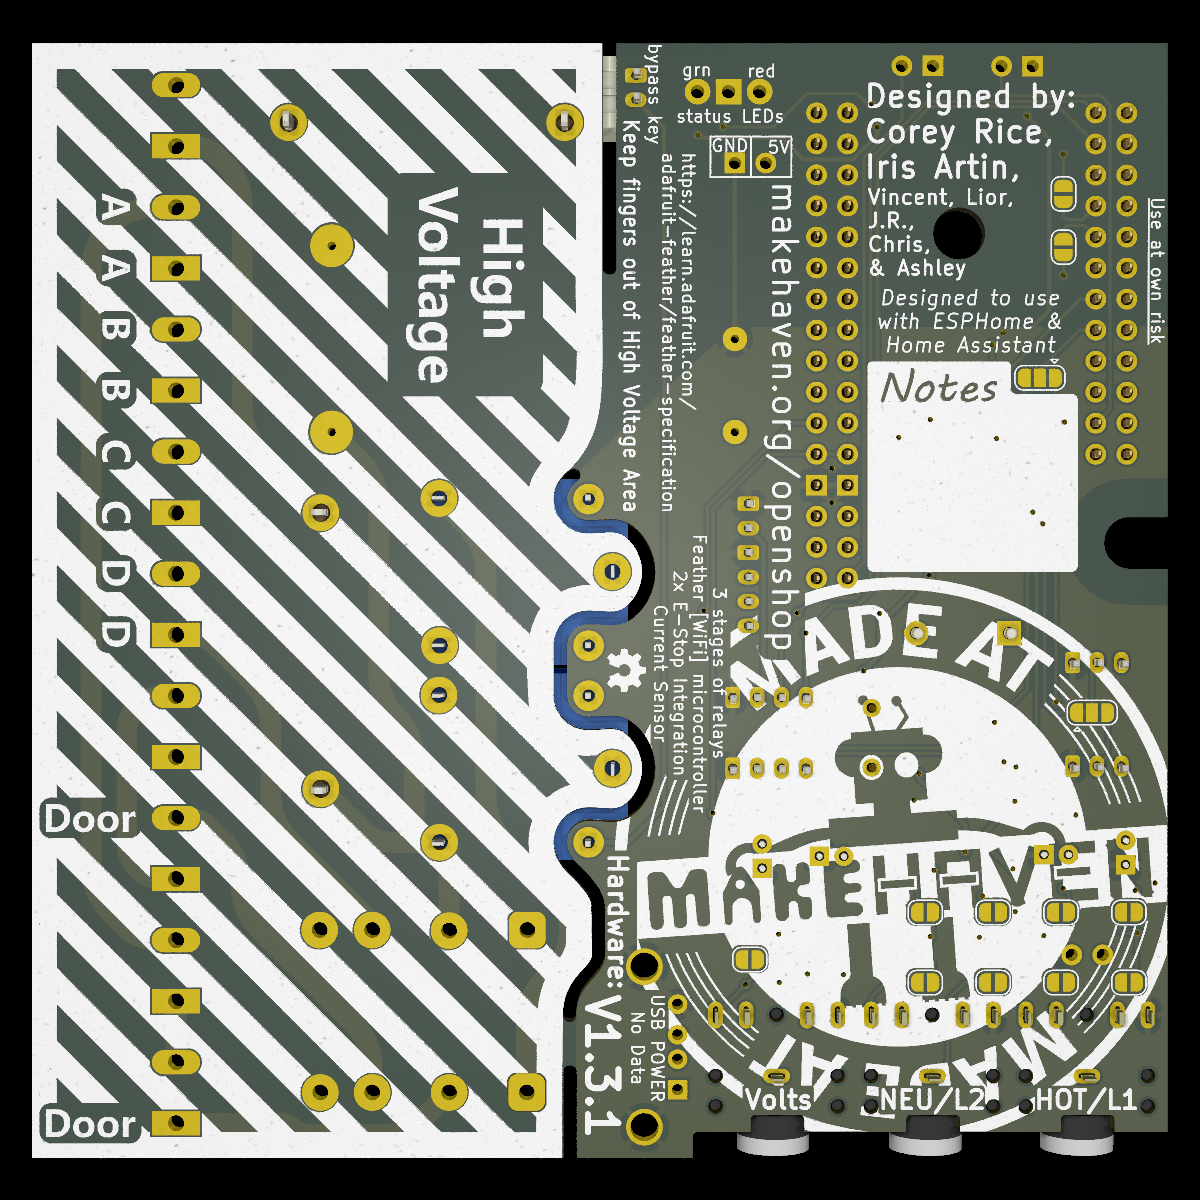 High
Voltage
A
A
B
B
C
C
D
D
Door
Door
bypass key
Keep fingers out of High Voltage Area
grn red
status LEDs
GND 5V
https://learn.adafruit.com/
adafruit-feather/feather-specification
makehaven.org/openshop
Designed by:
Corey Rice,
Iris Artin,
Vincent, Lior,
J.R.,
Chris,
& Ashley
Designed to use
with ESPHome &
Home Assistant
Use at own risk
Notes
3 stages of relays
Feather [WiFi] microcontroller
2x E-Stop Integration
Current Sensor
MADE AT
MAKEHAVEN
MADE AT
Hardware: V1.3.1
USB POWER
No Data
Volts
NEU/L2
HOT/L1